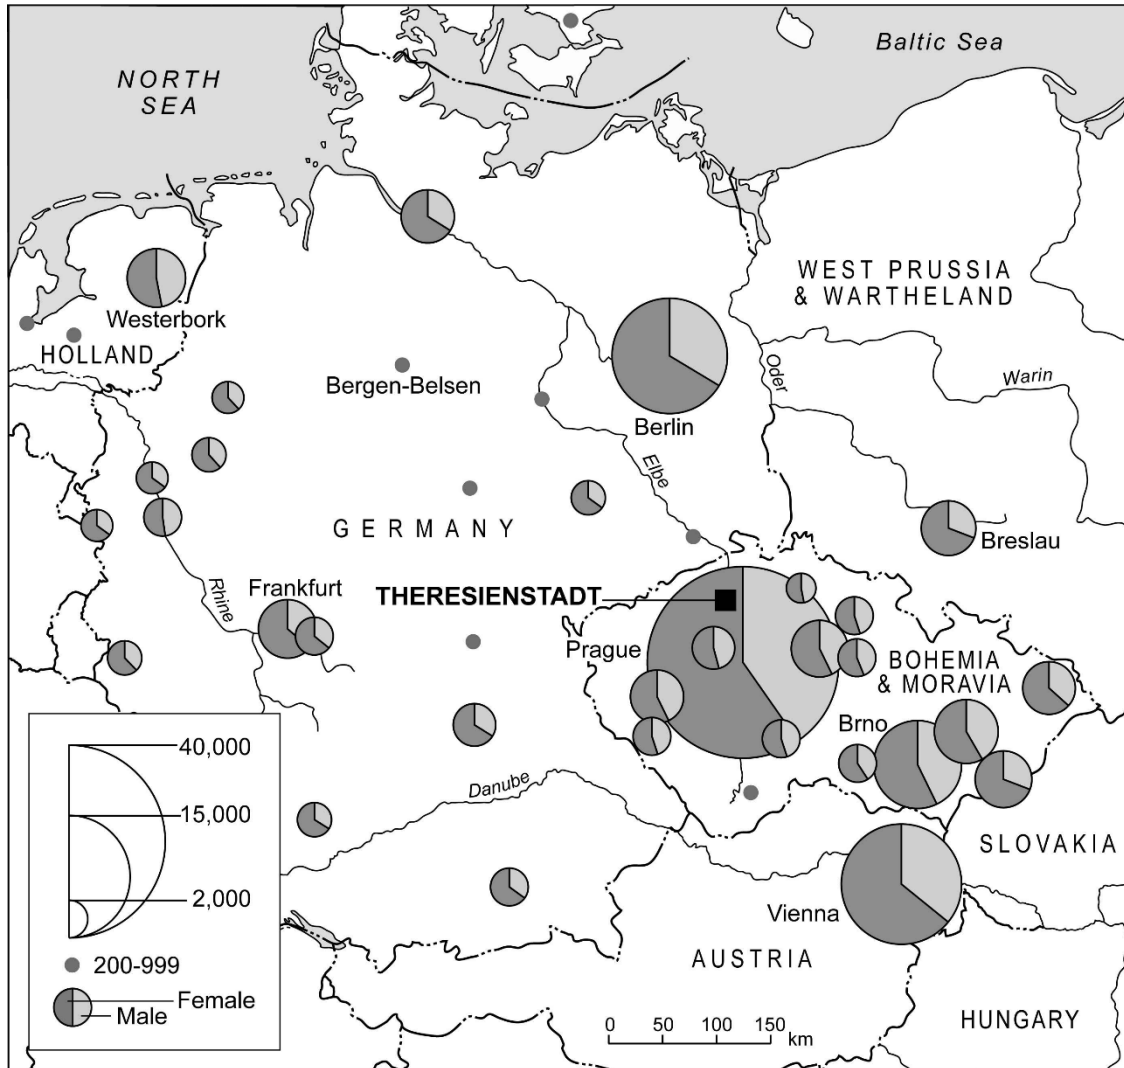 Baltic Sea
NORTH
SEA
WEST PRUSSIA
& WARTHELAND
Westerbork
HOLLAND
Bergen-Belsen
Oder
Warin
Berlin
Elbe
GERMANY
Breslau
Rhine
Frankfurt
THERESIENSTADT
Prague
BOHEMIA
& MORAVIA
Brno
Danube
SLOVAKIA
Vienna
AUSTRIA
HUNGARY
40,000
15,000
2,000
200-999
Female
Male
0 50 100 150
km